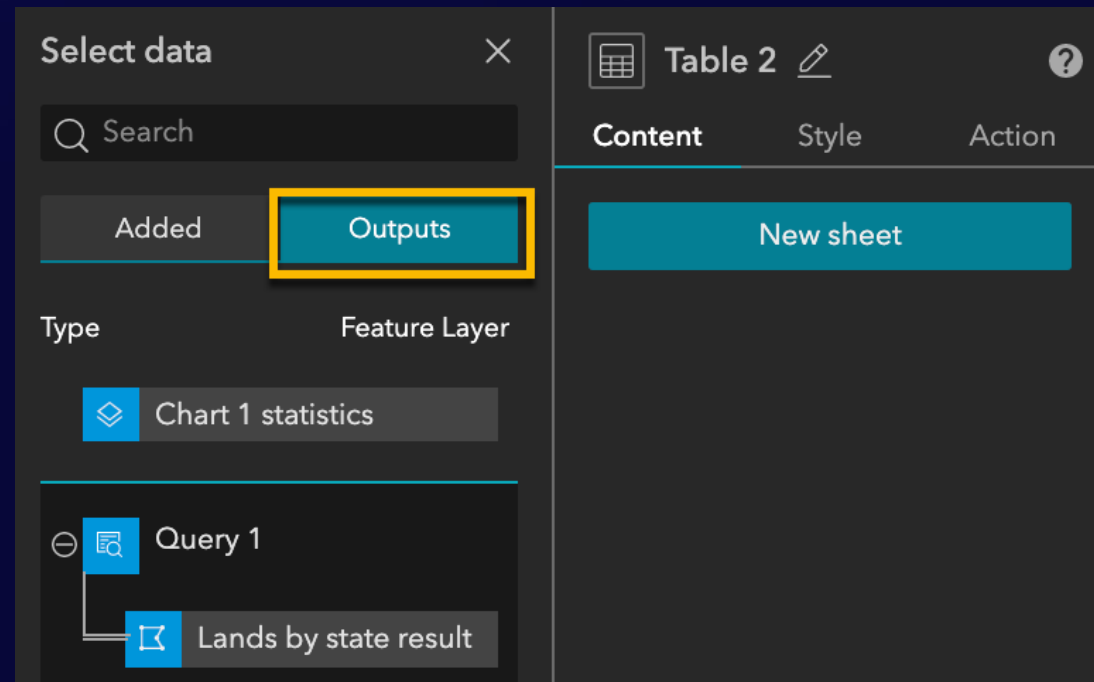 Select data
Search
Added
Outputs
Type
Feature Layer
Chart 1 statistics
Query 1
Lands by state result
Table 2
?
Content
Style
Action
New sheet